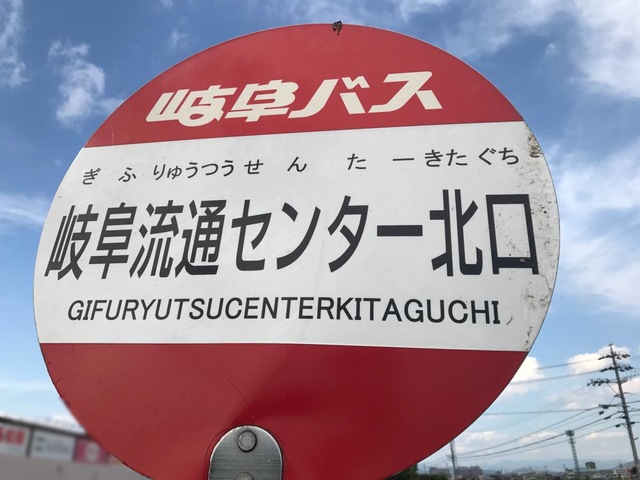 岐阜バス
ぎふりゅうつうせんたーきたぐち
岐阜流通センター北口
GIFURYUTSUCENTERKITAGUCHI